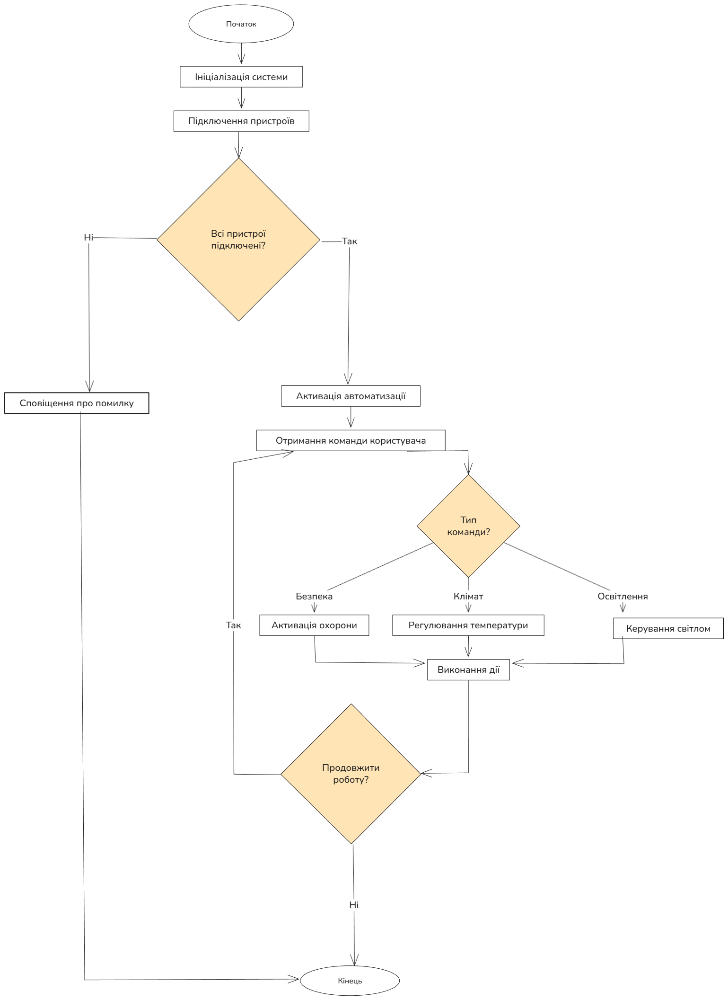 Початок
Ініціалізація системи
Підключення пристроїв
Всі пристрої
підключені?
Ні
Так
Активація автоматизації
Сповіщення про помилку
Отримання команди користувача
Тип
команди?
Безпека
Клімат
Освітлення
Так
Активація охорони
Регулювання температури
Керування світлом
Виконання дії
Продовжити
роботу?
Ні
Кінець